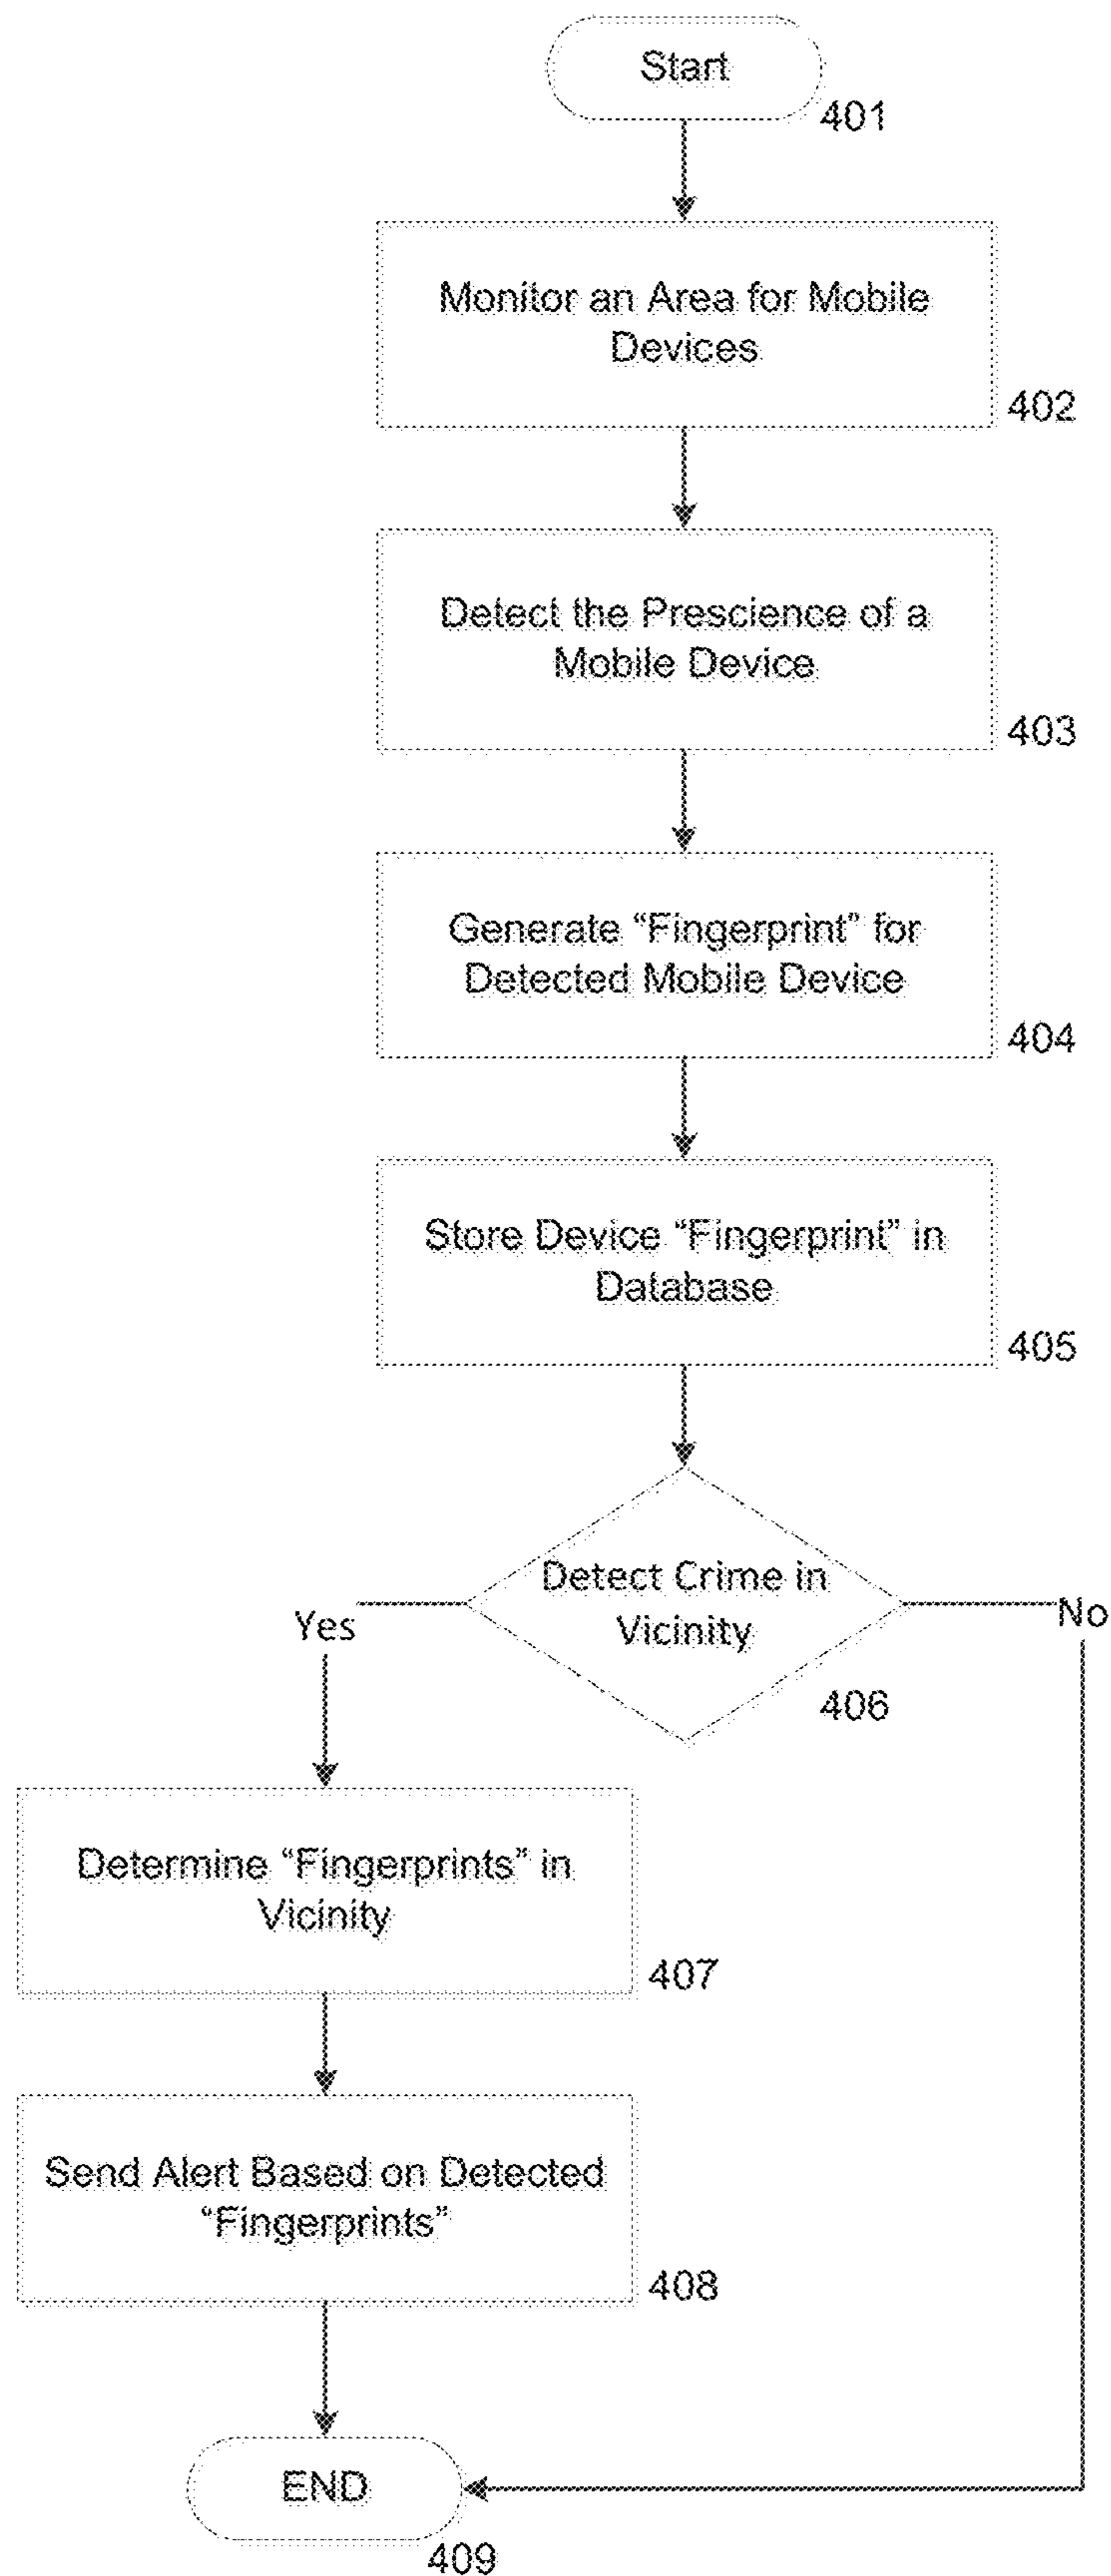 Start
401
Monitor an Area for Mobile
Devices
402
Detect the Prescience of a
Mobile Device
403
Generate “Fingerprint” for
Detected Mobile Device
404
Store Device “Fingerprint” in
Database
405
Detect Crime in
Vicinity
406
Yes
No
Determine “Fingerprints” in
Vicinity
407
Send Alert Based on Detected
“Fingerprints”
408
END
409